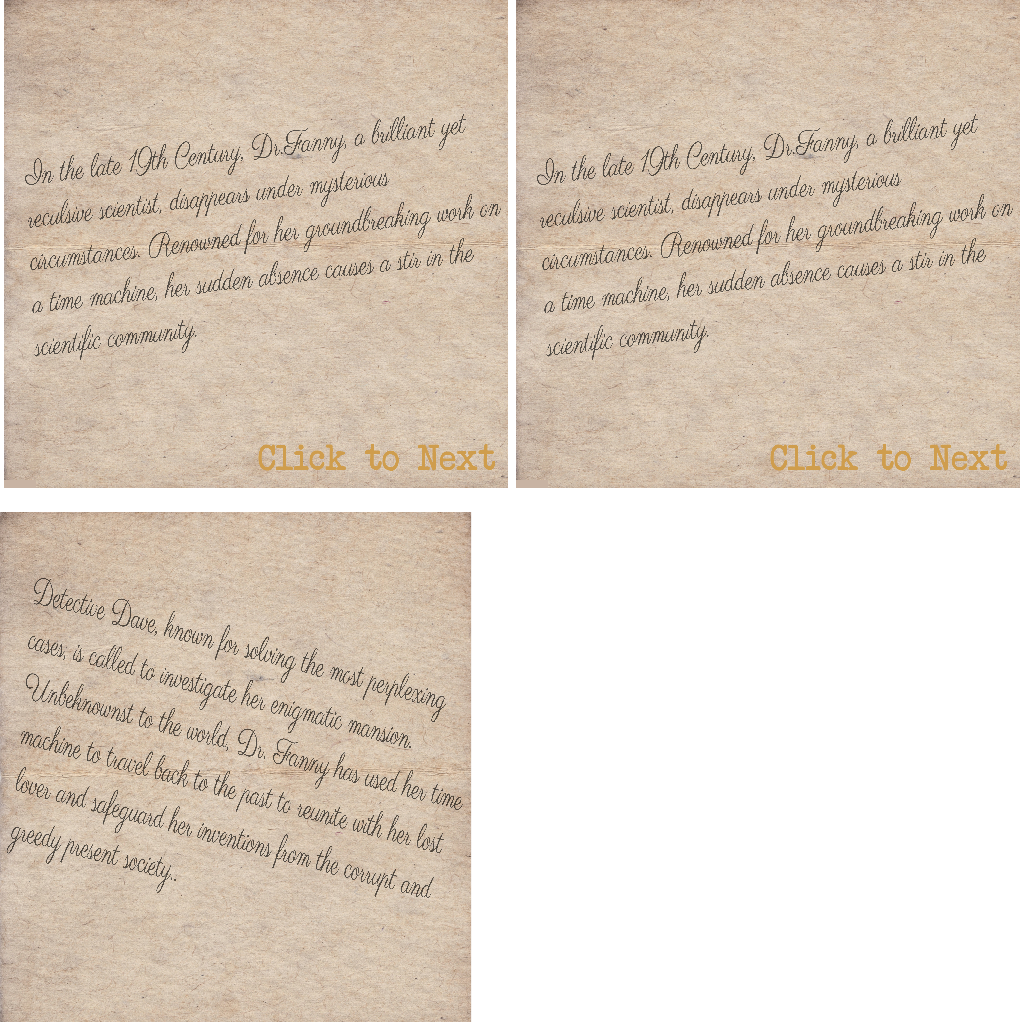 In the late 19th Century, Dr.Fanny, a brilliant yet
reculsive scientist, disappears under mysterious
circumstances. Renowned for her groundbreaking work on
a time machine, her sudden absence causes a stir in the
scientific community.
Click to Next
In the late 19th Century, Dr.Fanny, a brilliant yet
reculsive scientist, disappears under mysterious
circumstances. Renowned for her groundbreaking work on
a time machine, her sudden absence causes a stir in the
scientific community.
Click to Next
Detective Dave, known for solving the most perplexing
cases, is called to investigate her enigmatic mansion.
Unbeknownst to the world, Dr. Fanny has used her time
machine to travel back to the past to reunite with her lost
lover and safeguard her inventions from the corrupt and
greedy present society..